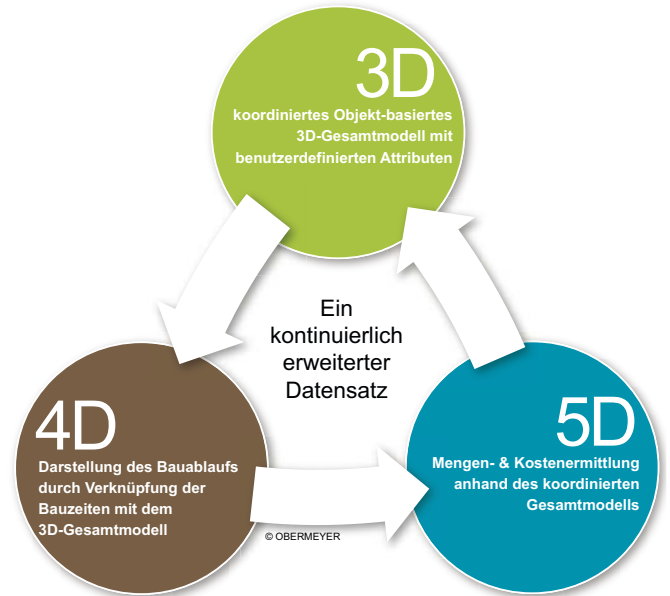 3D
koordiniertes Objekt-basiertes
3D-Gesamtmodell mit
benutzerdefinierten Attributen
Ein
kontinuierlich
erweiterter
Datensatz
4D
Darstellung des Bauablaufs
durch Verknüpfung der
Bauzeiten mit dem
3D-Gesamtmodell
5D
Mengen- & Kostenermittlung
anhand des koordinierten
Gesamtmodells
© OBERMEYER